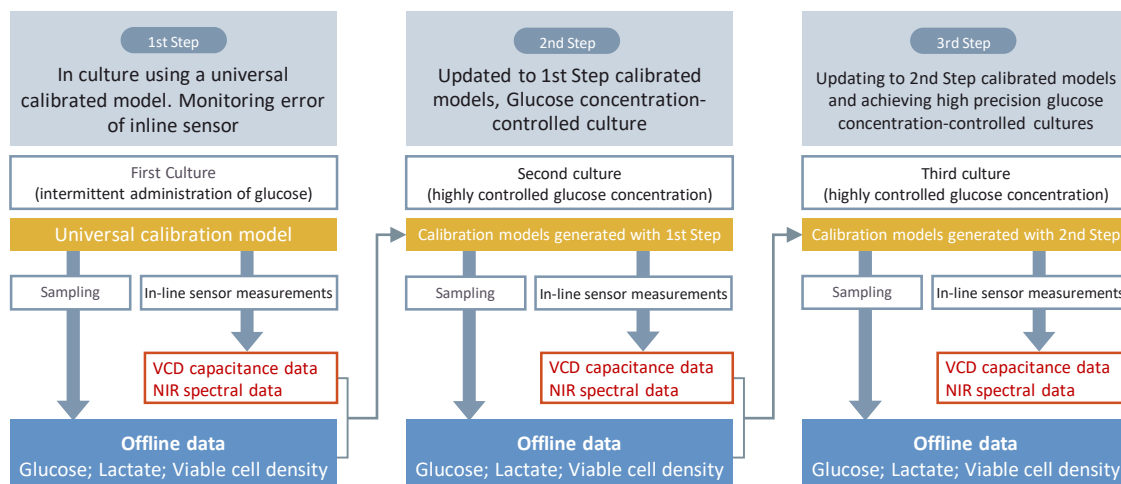 1st Step
In culture using a universal
calibrated model. Monitoring error
of inline sensor
First Culture
(intermittent administration of glucose)
Universal calibration model
Sampling
In-line sensor measurements
VCD capacitance data
NIR spectral data
Offline data
Glucose; Lactate; Viable cell density
2nd Step
Updated to 1st Step calibrated
models, Glucose concentration-
controlled culture
Second culture
(highly controlled glucose concentration)
Calibration models generated with 1st Step
Sampling
In-line sensor measurements
VCD capacitance data
NIR spectral data
Offline data
Glucose; Lactate; Viable cell density
3rd Step
Updating to 2nd Step calibrated models
and achieving high precision glucose
concentration-controlled cultures
Third culture
(highly controlled glucose concentration)
Calibration models generated with 2nd Step
Sampling
In-line sensor measurements
VCD capacitance data
NIR spectral data
Offline data
Glucose; Lactate; Viable cell density